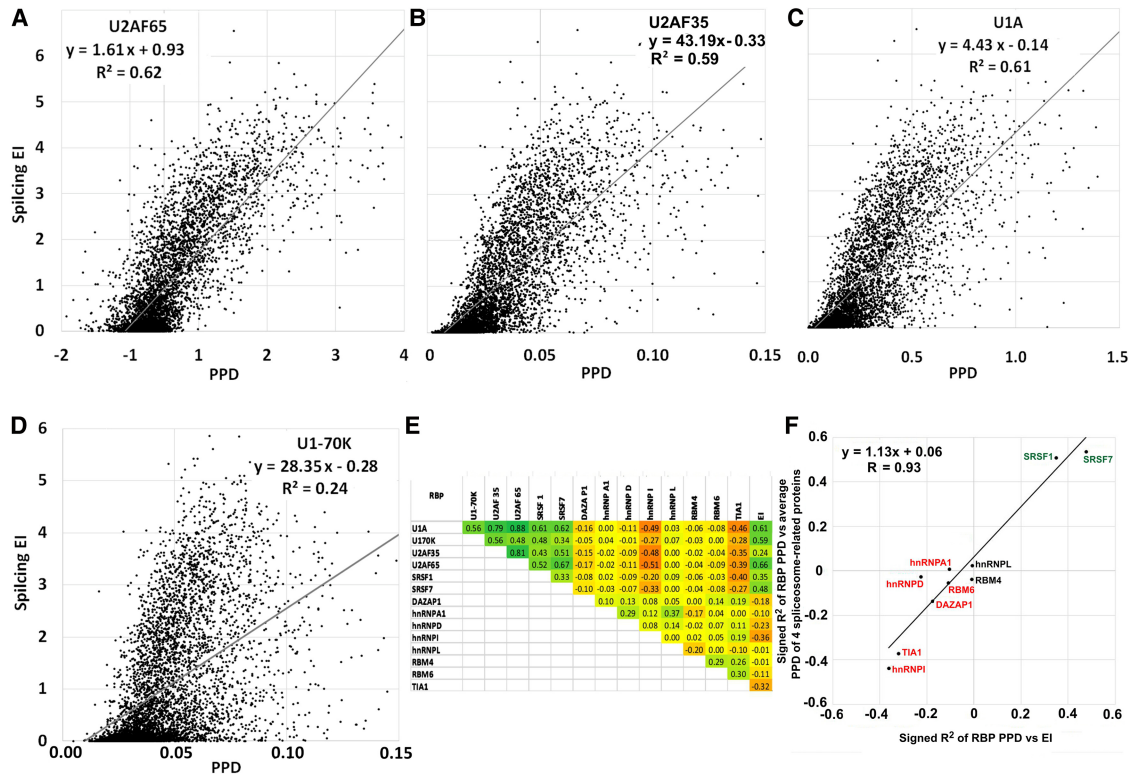 A
U2AF65
y = 1.61x + 0.93
R² = 0.62
Spilcing EI
6
5
4
3
2
1
0
-2 -1 1 2 3 4
PPD
B
U2AF35
y = 43.19x - 0.33
R² = 0.59
0 0.05 0.10 0.15
PPD
C
U1A
y = 4.43 x - 0.14
R² = 0.61
0.0 0.5 1.0 1.5
PPD
D
U1-70K
y = 28.35x - 0.28
R² = 0.24
Spilcing EI
6
5
4
3
2
1
0
0.00 0.05 0.10 0.15
PPD
E
RBP U1-70K U2AF 35 U2AF 65 SRSF 1 SRSF7 DAZA P1 hnRNP A1 hnRNP D hnRNP I hnRNP L RBM4 RBM6 TIA1 EI
U1A 0.56 0.79 0.88 0.61 0.62 -0.16 0.00 -0.11 -0.49 0.03 -0.06 -0.08 -0.46 0.61
U170K 0.56 0.48 0.48 0.34 -0.05 -0.01 -0.01 -0.27 0.07 -0.01 -0.00 -0.28 0.59
U2AF35 0.81 0.43 0.51 -0.15 -0.02 -0.09 -0.48 0.00 -0.02 -0.04 -0.35 0.24
U2AF65 0.52 0.67 -0.17 -0.02 -0.11 -0.51 0.00 -0.03 -0.06 -0.39 0.66
SRSF1 0.33 -0.08 0.02 -0.09 -0.20 0.09 -0.06 -0.03 -0.40 0.35
SRSF7 -0.10 -0.03 -0.07 -0.33 0.00 -0.04 -0.02 -0.27 0.48
DAZAP1 0.10 0.13 0.08 0.05 0.00 0.14 0.19 -0.18
hnRNPA1 0.29 0.12 0.37 -0.17 0.04 0.00 -0.10
hnRNPD 0.08 0.14 -0.02 0.07 0.11 -0.23
hnRNPI 0.00 0.02 0.05 0.19 -0.36
hnRNPL -0.20 0.00 -0.10 -0.01
RBM4 0.29 0.26 -0.01
RBM6 0.30 -0.11
TIA1 -0.32
F
y = 1.13x + 0.06
R = 0.93
Signed R² of RBP PPD vs average
PPD of 4 spliceosome-related proteins
0.6
0.4
0.2
0
-0.2
-0.4
-0.6
SRSF1
SRSF7
hnRNPA1
hnRNPL
hnRNPD
RBM4
RBM6
DAZAP1
TIA1
hnRNPI
-0.6 -0.4 -0.2 0 0.2 0.4 0.6
Signed R² of RBP PPD vs EI